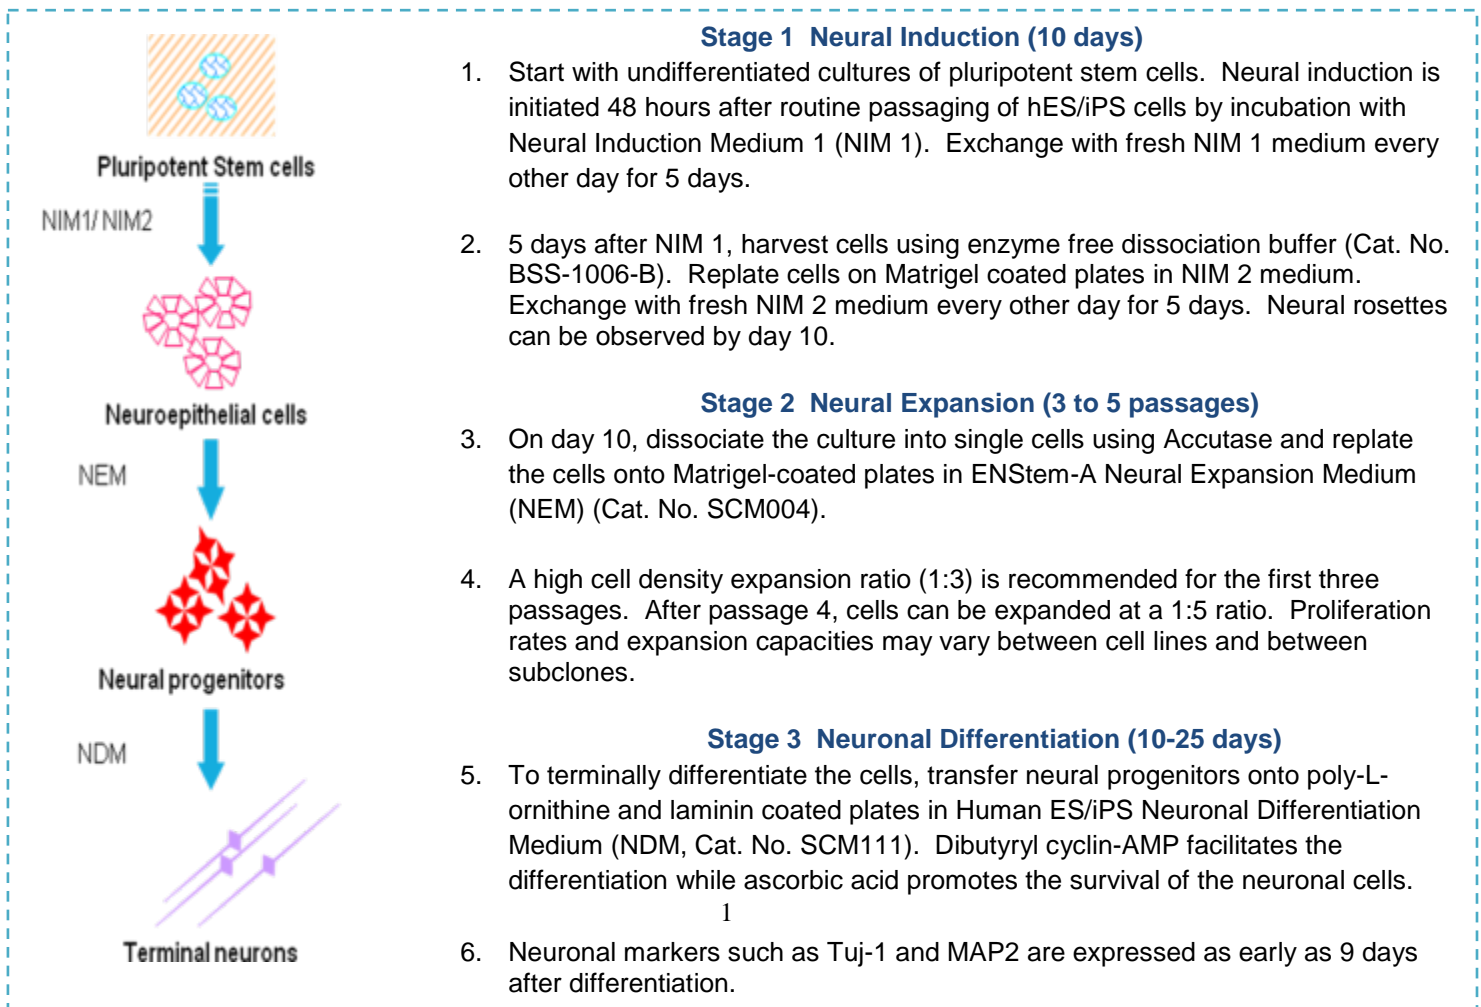 Pluripotent Stem cells
NIM1/ NIM2
Neuroepithelial cells
NEM
Neural progenitors
NDM
Terminal neurons
Stage 1 Neural Induction (10 days)
1. Start with undifferentiated cultures of pluripotent stem cells. Neural induction is
initiated 48 hours after routine passaging of hES/iPS cells by incubation with
Neural Induction Medium 1 (NIM 1). Exchange with fresh NIM 1 medium every
other day for 5 days.
2. 5 days after NIM 1, harvest cells using enzyme free dissociation buffer (Cat. No.
BSS-1006-B). Replate cells on Matrigel coated plates in NIM 2 medium.
Exchange with fresh NIM 2 medium every other day for 5 days. Neural rosettes
can be observed by day 10.
Stage 2 Neural Expansion (3 to 5 passages)
3. On day 10, dissociate the culture into single cells using Accutase and replate
the cells onto Matrigel-coated plates in ENStem-A Neural Expansion Medium
(NEM) (Cat. No. SCM004).
4. A high cell density expansion ratio (1:3) is recommended for the first three
passages. After passage 4, cells can be expanded at a 1:5 ratio. Proliferation
rates and expansion capacities may vary between cell lines and between
subclones.
Stage 3 Neuronal Differentiation (10-25 days)
5. To terminally differentiate the cells, transfer neural progenitors onto poly-L-
ornithine and laminin coated plates in Human ES/iPS Neuronal Differentiation
Medium (NDM, Cat. No. SCM111). Dibutyryl cyclin-AMP facilitates the
differentiation while ascorbic acid promotes the survival of the neuronal cells.
1
6. Neuronal markers such as Tuj-1 and MAP2 are expressed as early as 9 days
after differentiation.